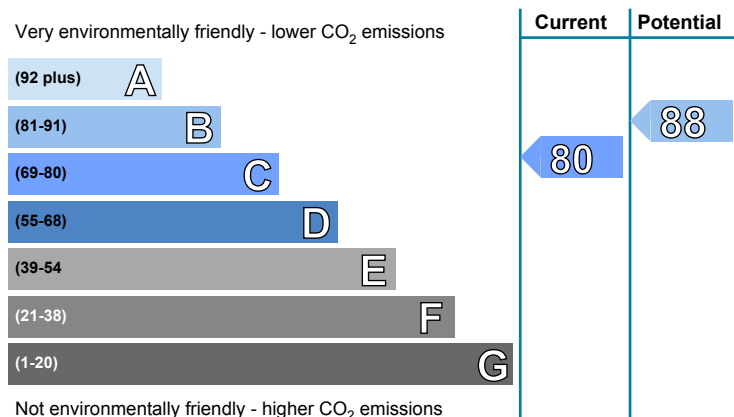 Current Potential
Very environmentally friendly - lower CO2 emissions
(92 plus) A
(81-91) B
88
(69-80) C
80
(55-68) D
(39-54 E
(21-38) F
(1-20) G
Not environmentally friendly - higher CO2 emissions